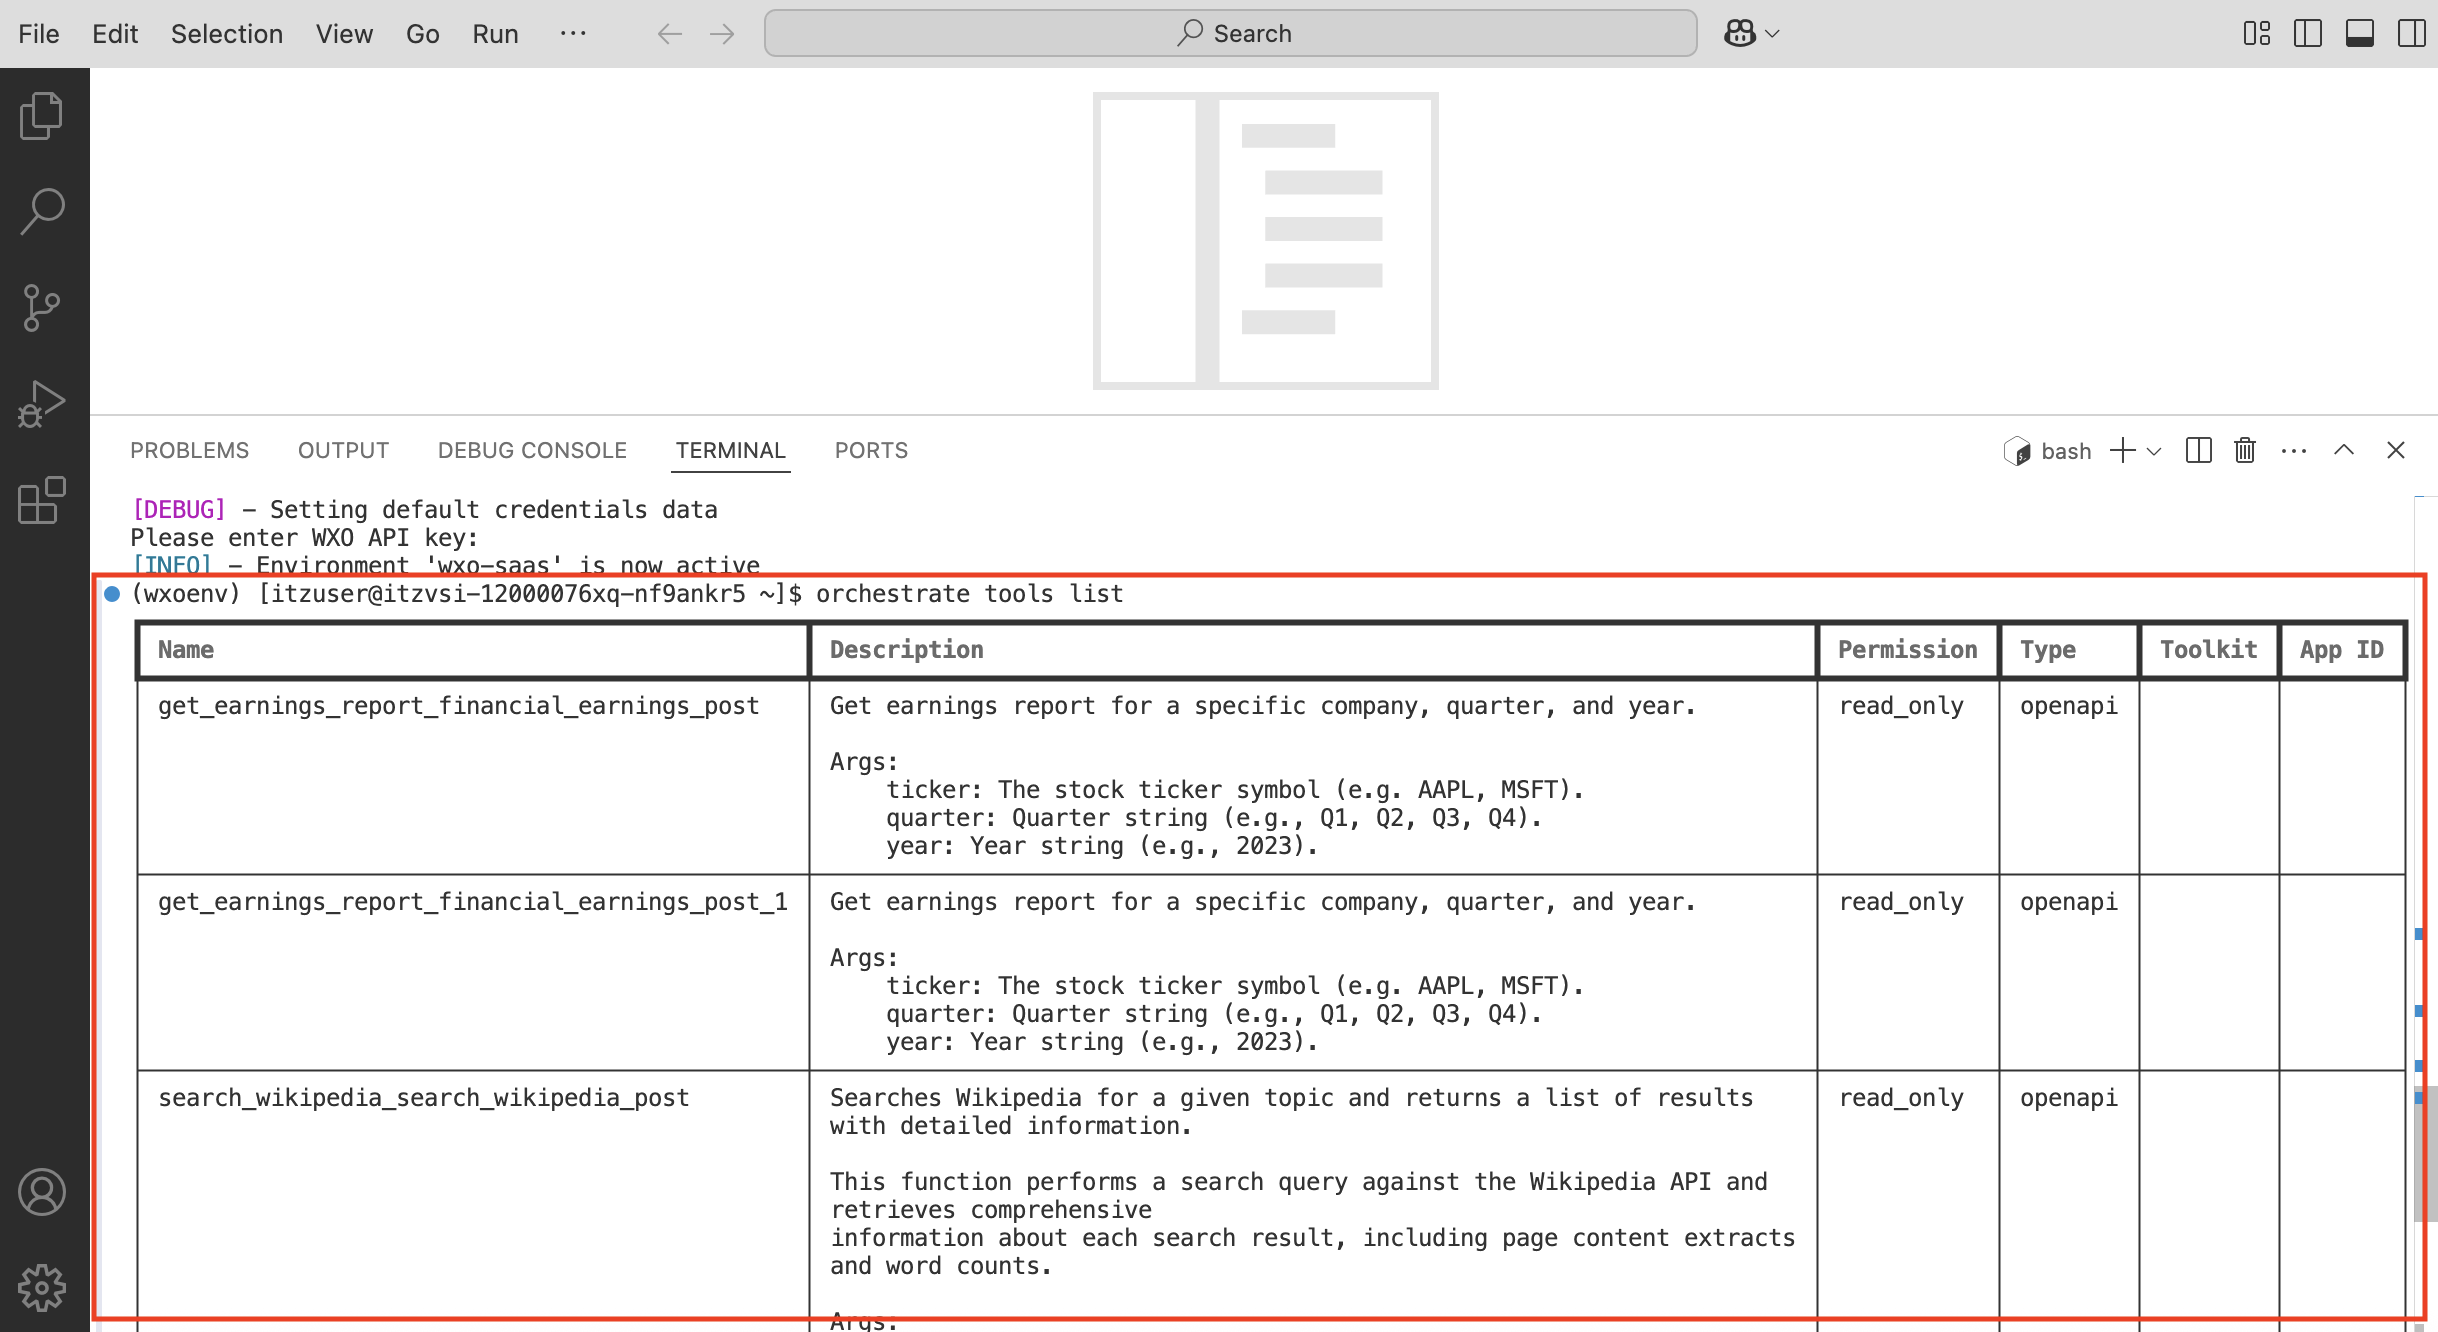 File Edit Selection View Go Run ··· Search
PROBLEMS OUTPUT DEBUG CONSOLE TERMINAL PORTS bash
[DEBUG] - Setting default credentials data
Please enter WXO API key:
[INFO] - Environment 'wxo-saas' is now active
(wxoenv) [itzuser@itzvsi-12000076xq-nf9ankr5 ~]$ orchestrate tools list
Name Description Permission Type Toolkit App ID
get_earnings_report_financial_earnings_post Get earnings report for a specific company, quarter, and year. read_only openapi
Args:
ticker: The stock ticker symbol (e.g. AAPL, MSFT).
quarter: Quarter string (e.g., Q1, Q2, Q3, Q4).
year: Year string (e.g., 2023).
get_earnings_report_financial_earnings_post_1 Get earnings report for a specific company, quarter, and year. read_only openapi
Args:
ticker: The stock ticker symbol (e.g. AAPL, MSFT).
quarter: Quarter string (e.g., Q1, Q2, Q3, Q4).
year: Year string (e.g., 2023).
search_wikipedia_search_wikipedia_post Searches Wikipedia for a given topic and returns a list of results read_only openapi
with detailed information.
This function performs a search query against the Wikipedia API and
retrieves comprehensive
information about each search result, including page content extracts
and word counts.
Args: